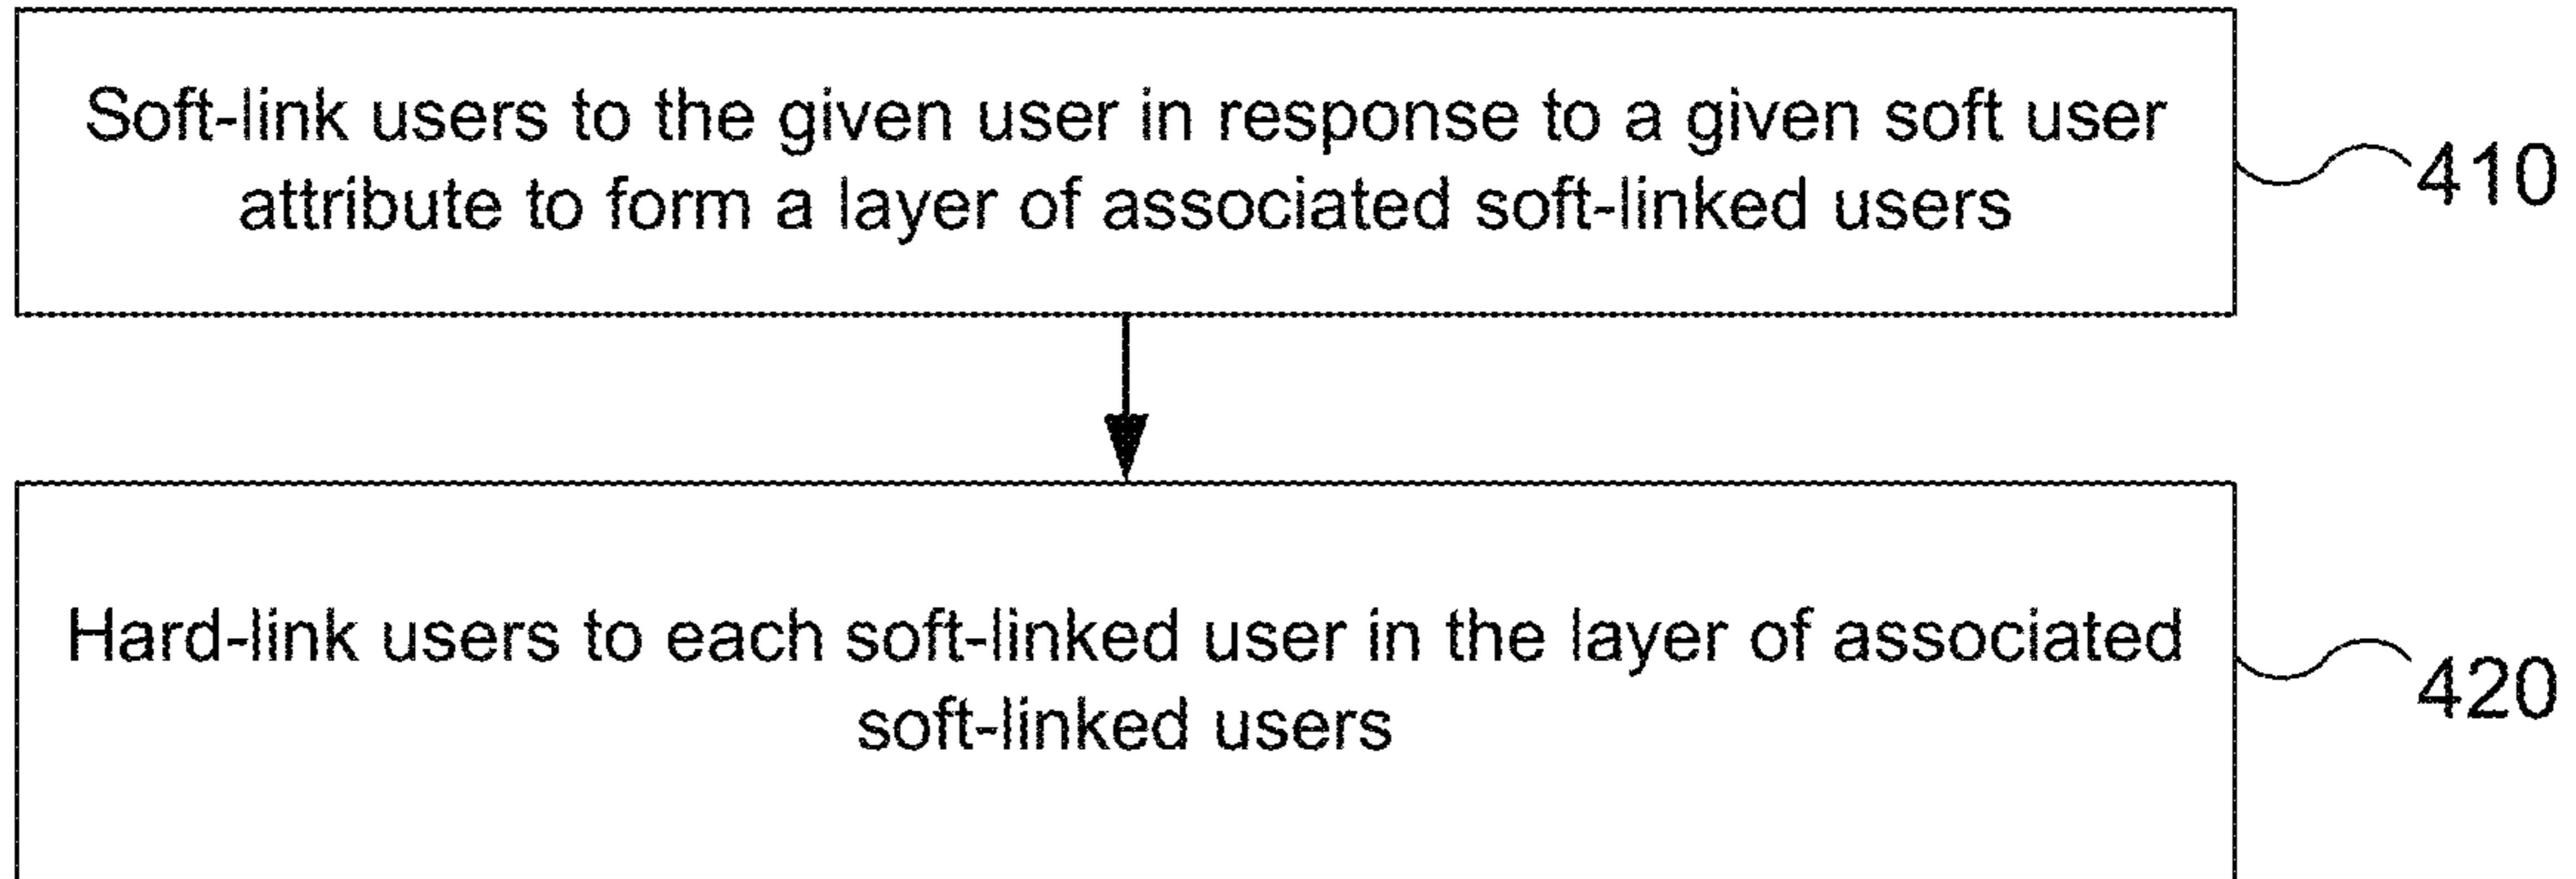 Soft-link users to the given user in response to a given soft user
attribute to form a layer of associated soft-linked users
410
Hard-link users to each soft-linked user in the layer of associated
soft-linked users
420